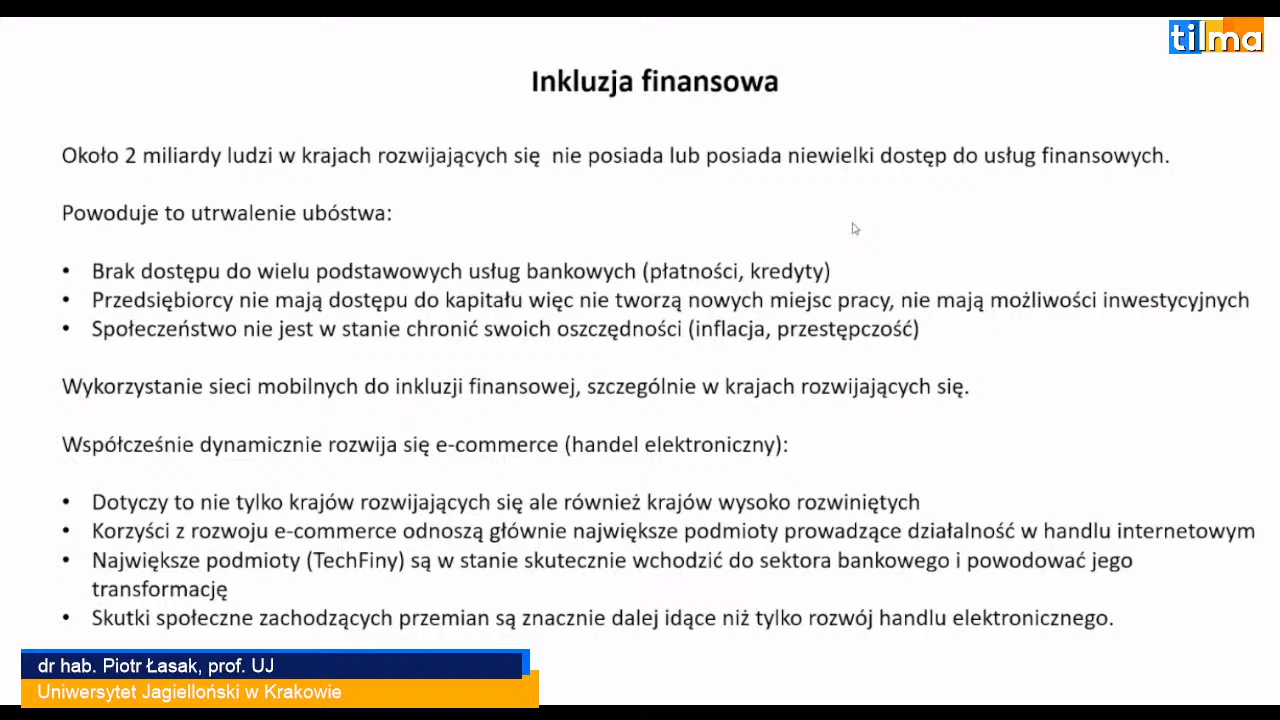 tilma
Inkluzja finansowa
Około 2 miliardy ludzi w krajach rozwijających się nie posiada lub posiada niewielki dostęp do usług finansowych.
Powoduje to utrwalenie ubóstwa:
• Brak dostępu do wielu podstawowych usług bankowych (płatności, kredyty)
• Przedsiębiorcy nie mają dostępu do kapitału więc nie tworzą nowych miejsc pracy, nie mają możliwości inwestycyjnych
• Społeczeństwo nie jest w stanie chronić swoich oszczędności (inflacja, przestępczość)
Wykorzystanie sieci mobilnych do inkluzji finansowej, szczególnie w krajach rozwijających się.
Współcześnie dynamicznie rozwija się e-commerce (handel elektroniczny):
• Dotyczy to nie tylko krajów rozwijających się ale również krajów wysoko rozwiniętych
• Korzyści z rozwoju e-commerce odnoszą głównie największe podmioty prowadzące działalność w handlu internetowym
• Największe podmioty (TechFiny) są w stanie skutecznie wchodzić do sektora bankowego i powodować jego
transformację
• Skutki społeczne zachodzących przemian są znacznie dalej idące niż tylko rozwój handlu elektronicznego.
dr hab. Piotr Łasak, prof. UJ
Uniwersytet Jagielloński w Krakowie